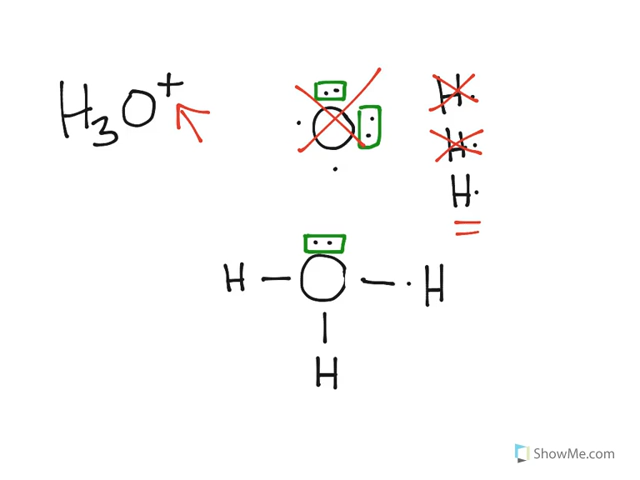 H₃O⁺
O
H·
H·
H·
H — O — · H
H
ShowMe.com